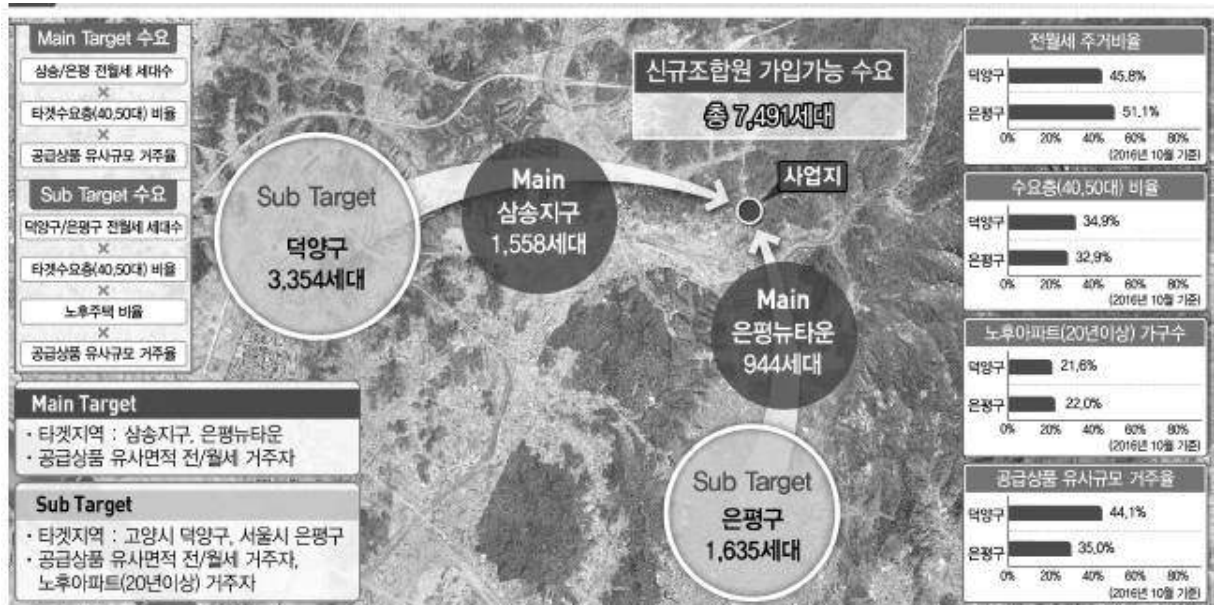 Main Target 수요
삼송/은평 전월세 세대수
×
타겟수요층(40,50대) 비율
×
공급상품 유사규모 거주율
Sub Target 수요
덕양구/은평구 전월세 세대수
×
타겟수요층(40,50대) 비율
×
노후주택 비율
×
공급상품 유사규모 거주율
Main Target
· 타겟지역 : 삼송지구, 은평뉴타운
· 공급상품 유사면적 전/월세 거주자
Sub Target
· 타겟지역 : 고양시 덕양구, 서울시 은평구
· 공급상품 유사면적 전/월세 거주자,
노후아파트(20년이상) 거주자
신규조합원 가입가능 수요
총 7,491세대
사업지
Sub Target
덕양구
3,354세대
Main
삼송지구
1,558세대
Main
은평뉴타운
944세대
Sub Target
은평구
1,635세대
전월세 주거비율
덕양구 45.8%
은평구 51.1%
0% 20% 40% 60% 80%
(2016년 10월 기준)
수요층(40,50대) 비율
덕양구 34.9%
은평구 32.9%
0% 20% 40% 60% 80%
(2016년 10월 기준)
노후아파트(20년이상) 가구수
덕양구 21.6%
은평구 22.0%
0% 20% 40% 60% 80%
(2016년 10월 기준)
공급상품 유사규모 거주율
덕양구 44.1%
은평구 35.0%
0% 20% 40% 60% 80%
(2016년 10월 기준)